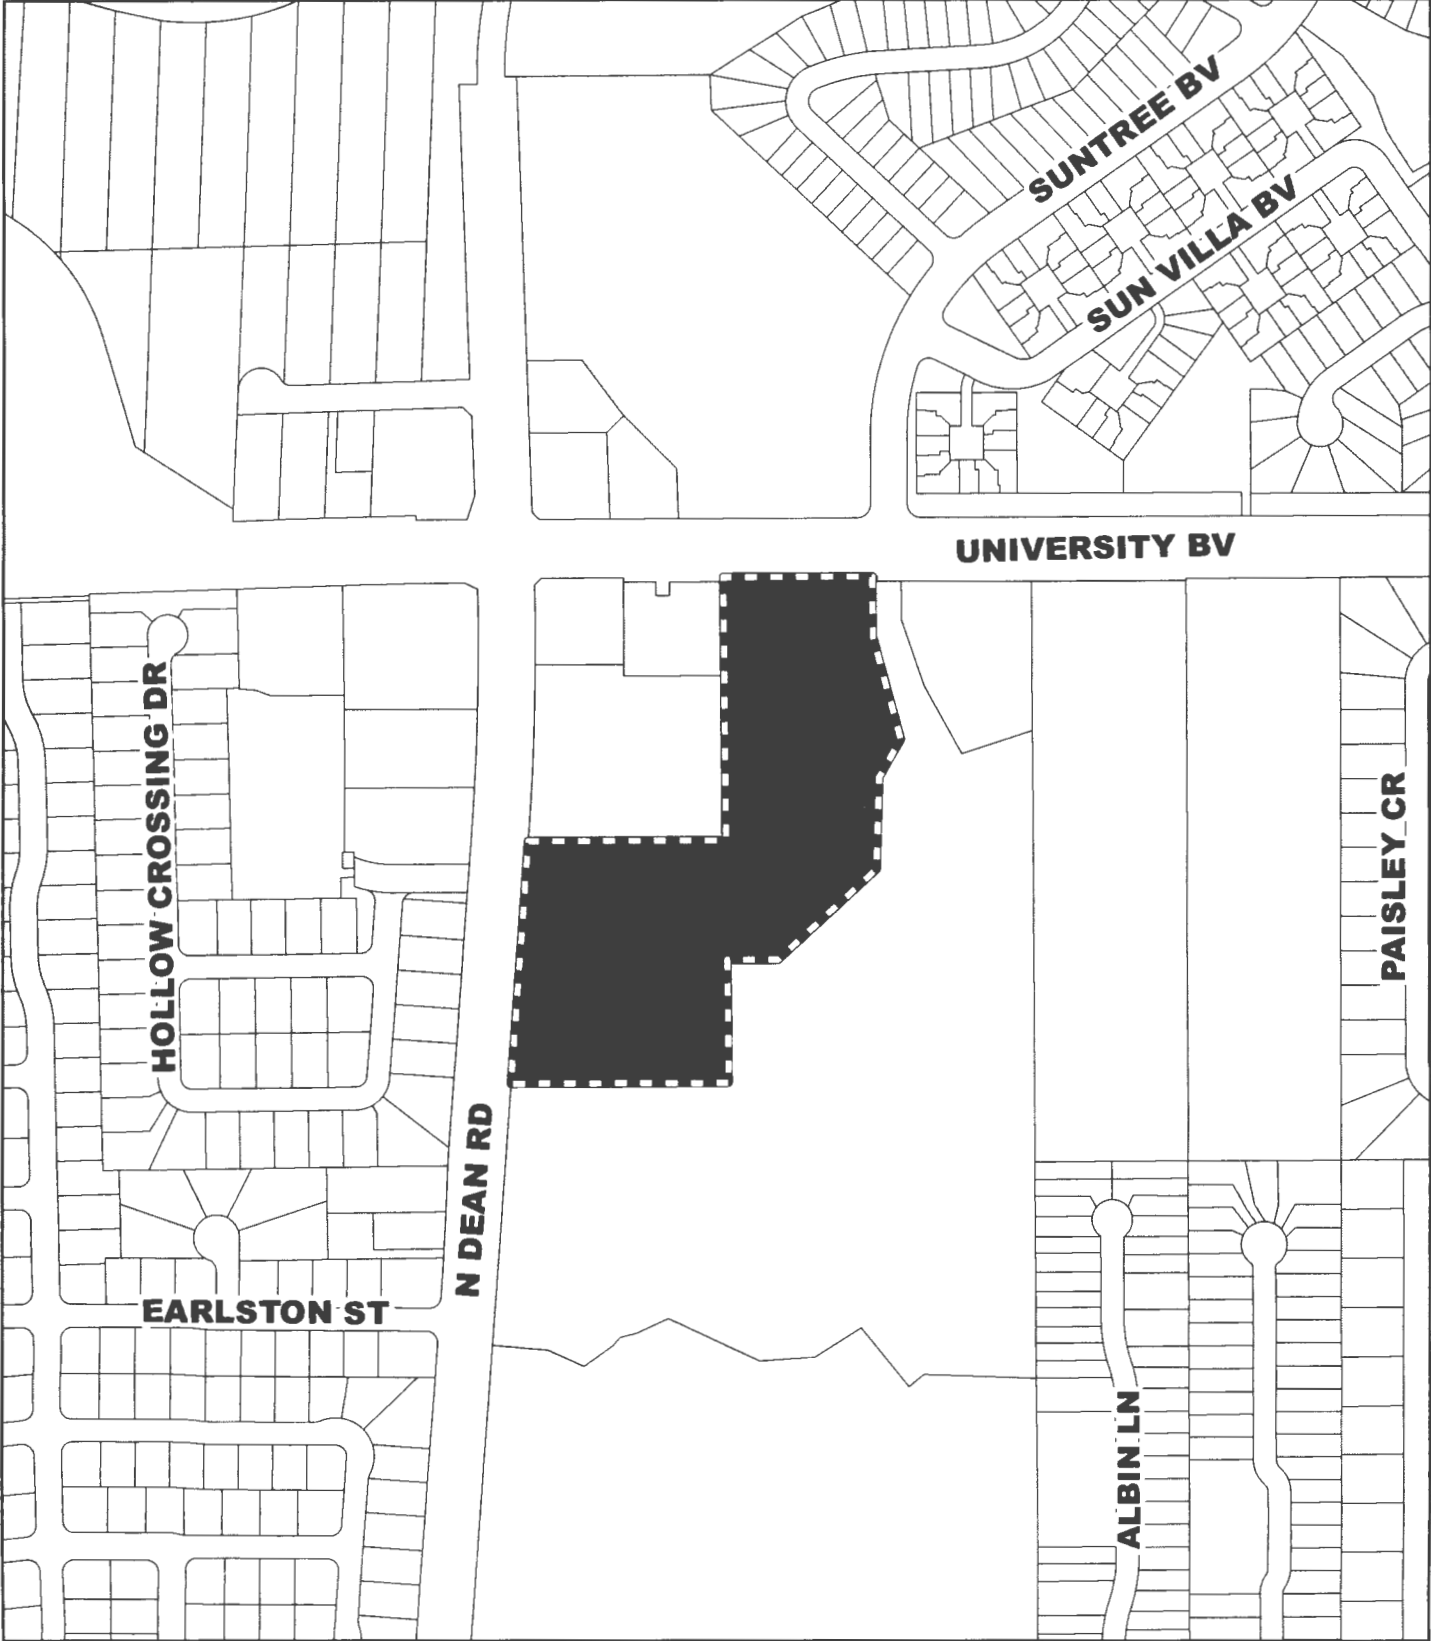 SUNTREE BV
SUN VILLA BV
UNIVERSITY BV
HOLLOW CROSSING DR
PAISLEY CR
N DEAN RD
EARLSTON ST
ALBIN LN